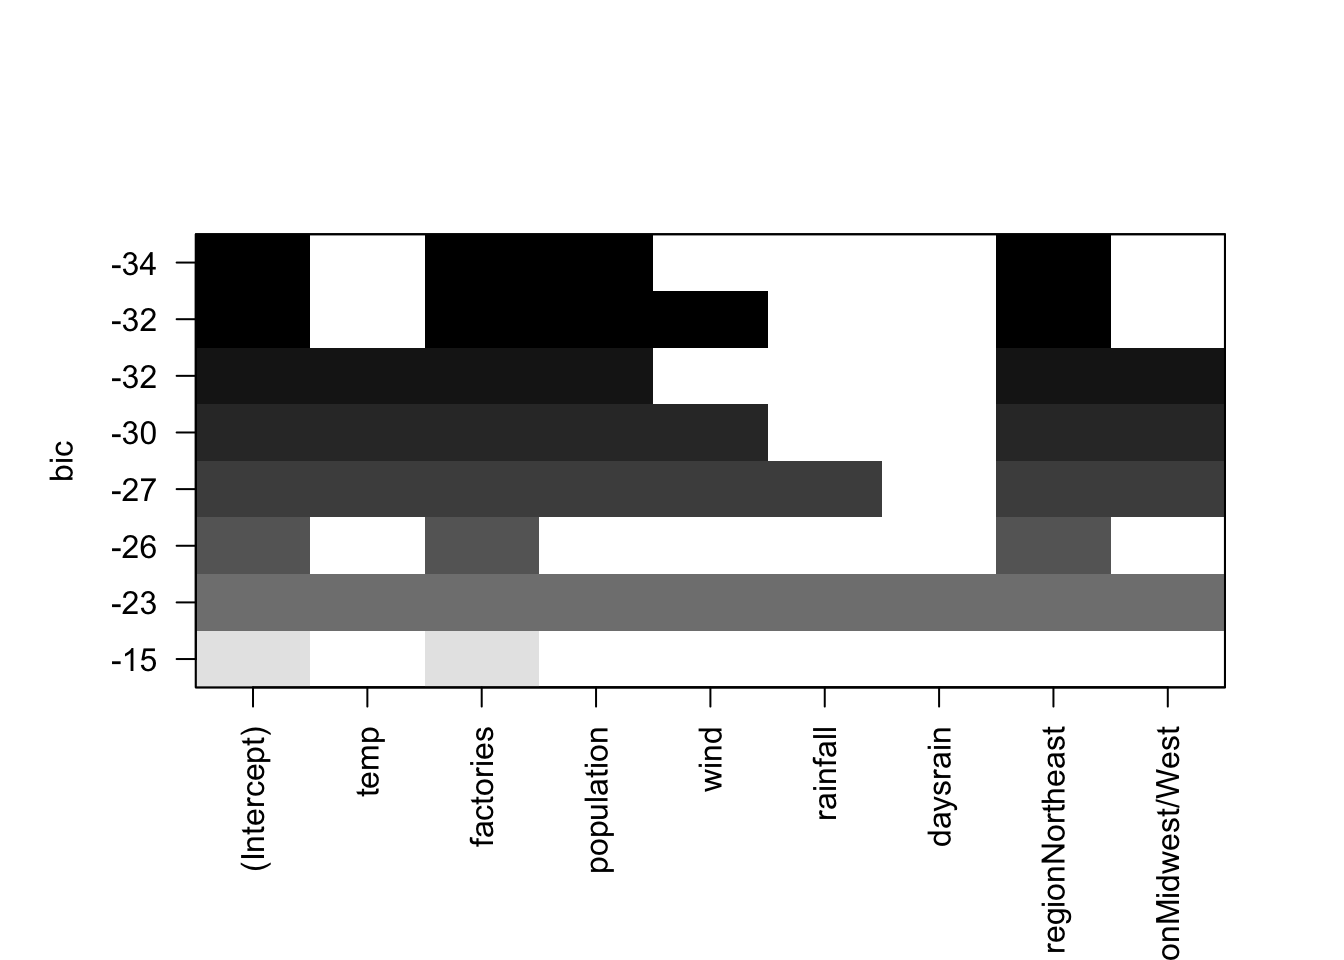 -34
-32
-32
-30
-27
-26
-23
-15
bic
(Intercept)
temp
factories
population
wind
rainfall
daysrain
regionNortheast
onMidwest/West